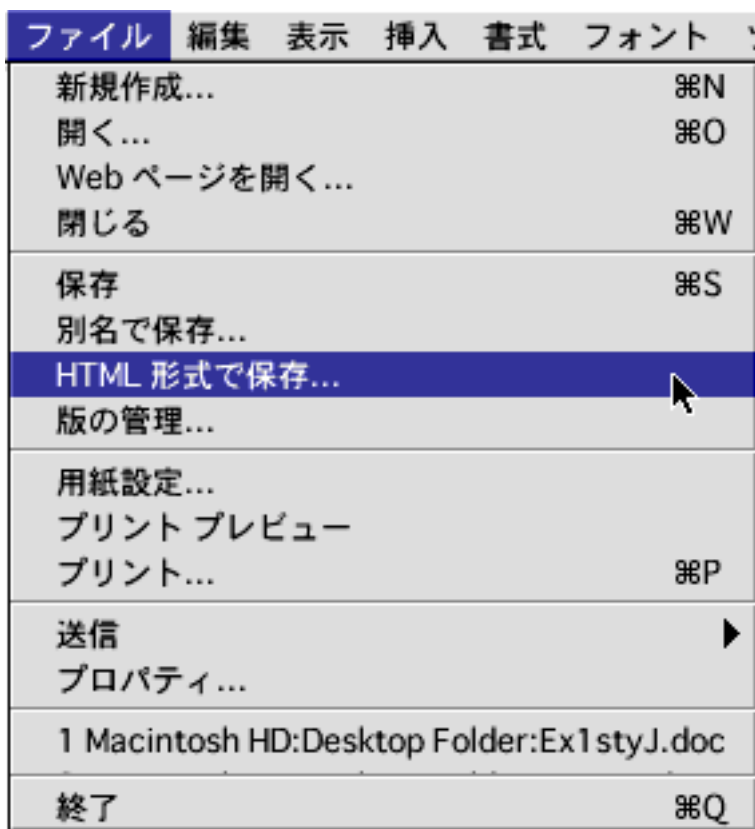 ファイル 編集 表示 挿入 書式 フォント
新規作成... ⌘N
開く... ⌘O
Web ページを開く...
閉じる ⌘W
保存 ⌘S
別名で保存...
HTML 形式で保存...
版の管理...
用紙設定...
プリント プレビュー
プリント... ⌘P
送信 ▶
プロパティ...
1 Macintosh HD:Desktop Folder:Ex1styJ.doc
終了 ⌘Q